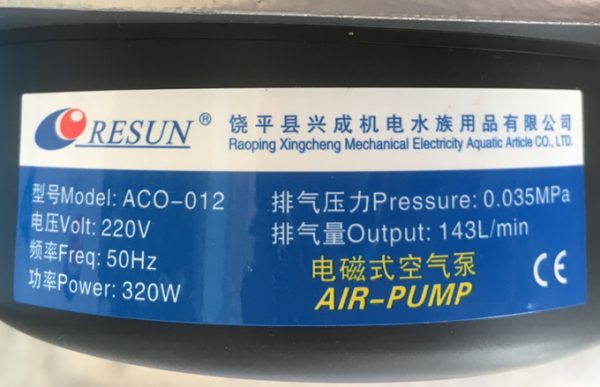 RESUN® 饶平县兴成机电水族用品有限公司
Raoping Xingcheng Mechanical Electricity Aquatic Article CO., LTD.
型号Model: ACO-012
电压Volt: 220V
频率Freq: 50Hz
功率Power: 320W
排气压力Pressure: 0.035MPa
排气量Output: 143L/min
电磁式空气泵
AIR-PUMP
CE